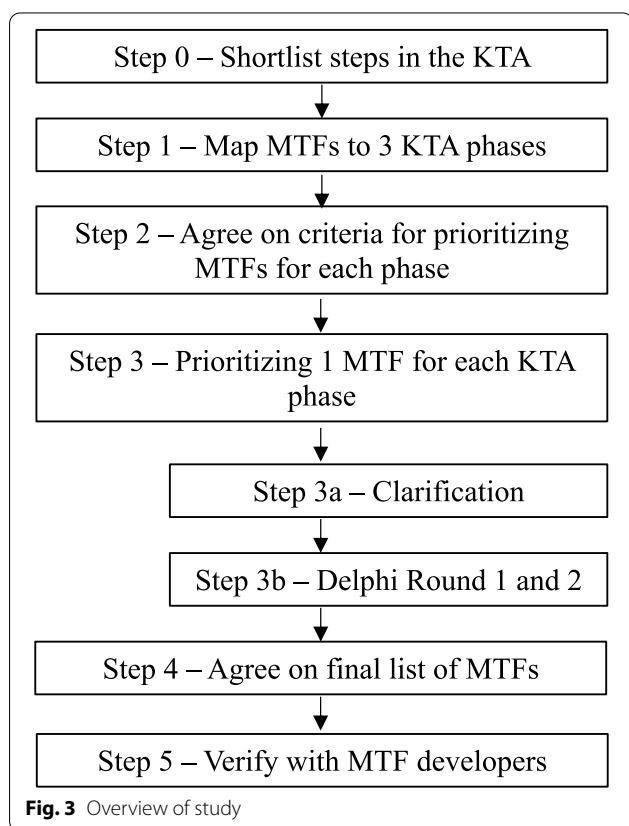 Step 0 – Shortlist steps in the KTA
Step 1 – Map MTFs to 3 KTA phases
Step 2 – Agree on criteria for prioritizing
MTFs for each phase
Step 3 – Prioritizing 1 MTF for each KTA
phase
Step 3a – Clarification
Step 3b – Delphi Round 1 and 2
Step 4 – Agree on final list of MTFs
Step 5 – Verify with MTF developers
Fig. 3 Overview of study